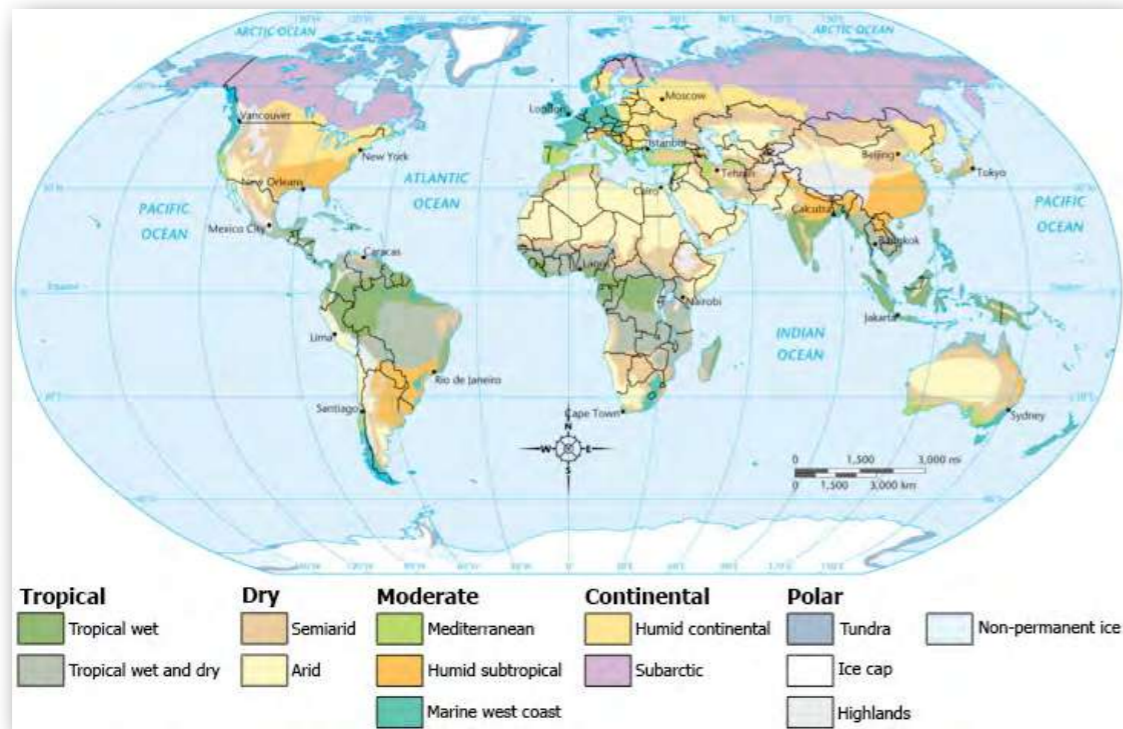 ARCTIC OCEAN
ARCTIC OCEAN
Vancouver
London
Moscow
New York
Istanbul
Beijing
Tokyo
ATLANTIC
OCEAN
New Orleans
Cairo
Tehran
PACIFIC
OCEAN
PACIFIC
OCEAN
Mexico City
Calcutta
Caracas
Lagos
Bangkok
Equator
Nairobi
Jakarta
Lima
INDIAN
OCEAN
Rio de Janeiro
Santiago
Cape Town
Sydney
N
W E
S
0 1,500 3,000 mi
0 1,500 3,000 km
0°
Tropical
Tropical wet
Tropical wet and dry
Dry
Semiarid
Arid
Moderate
Mediterranean
Humid subtropical
Marine west coast
Continental
Humid continental
Subarctic
Polar
Tundra
Ice cap
Highlands
Non-permanent ice